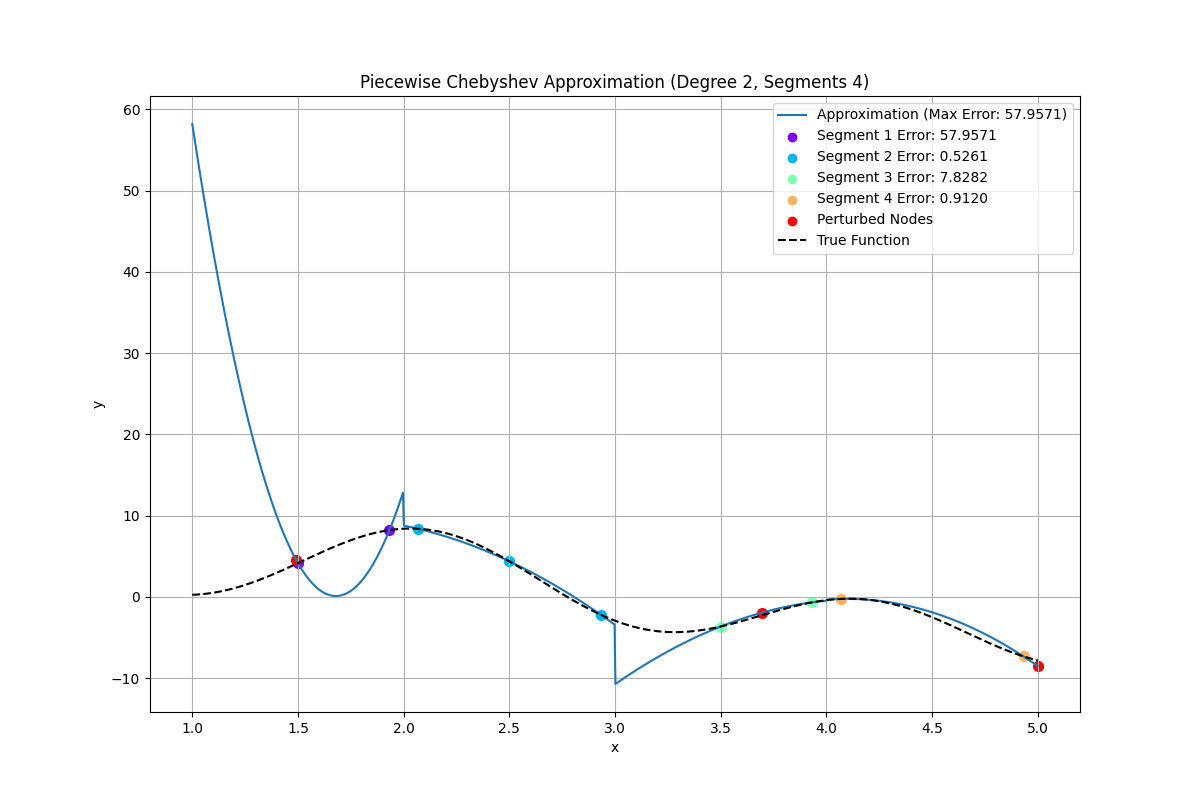 Piecewise Chebyshev Approximation (Degree 2, Segments 4)
Approximation (Max Error: 57.9571)
Segment 1 Error: 57.9571
Segment 2 Error: 0.5261
Segment 3 Error: 7.8282
Segment 4 Error: 0.9120
Perturbed Nodes
True Function
60
50
40
30
20
10
0
−10
y
1.0 1.5 2.0 2.5 3.0 3.5 4.0 4.5 5.0
x